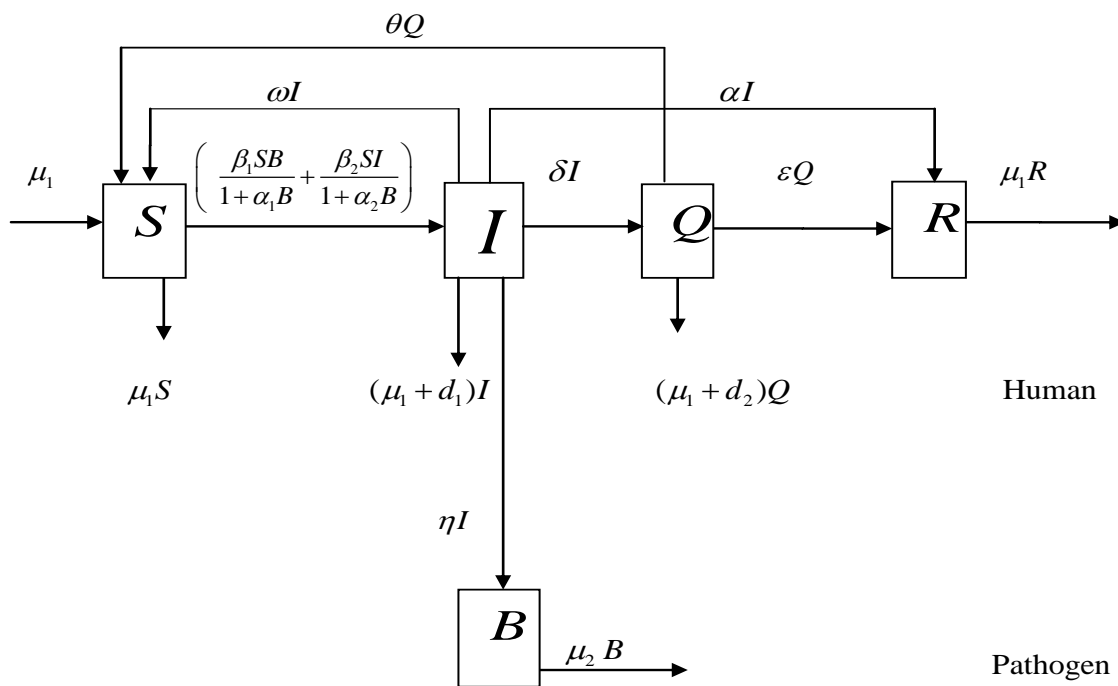 θQ
ωI
αI
μ₁
(β₁SB/(1+α₁B) + β₂SI/(1+α₂B))
δI
εQ
μ₁R
S
I
Q
R
μ₁S
(μ₁ + d₁)I
(μ₁ + d₂)Q
Human
ηI
B
μ₂ B
Pathogen